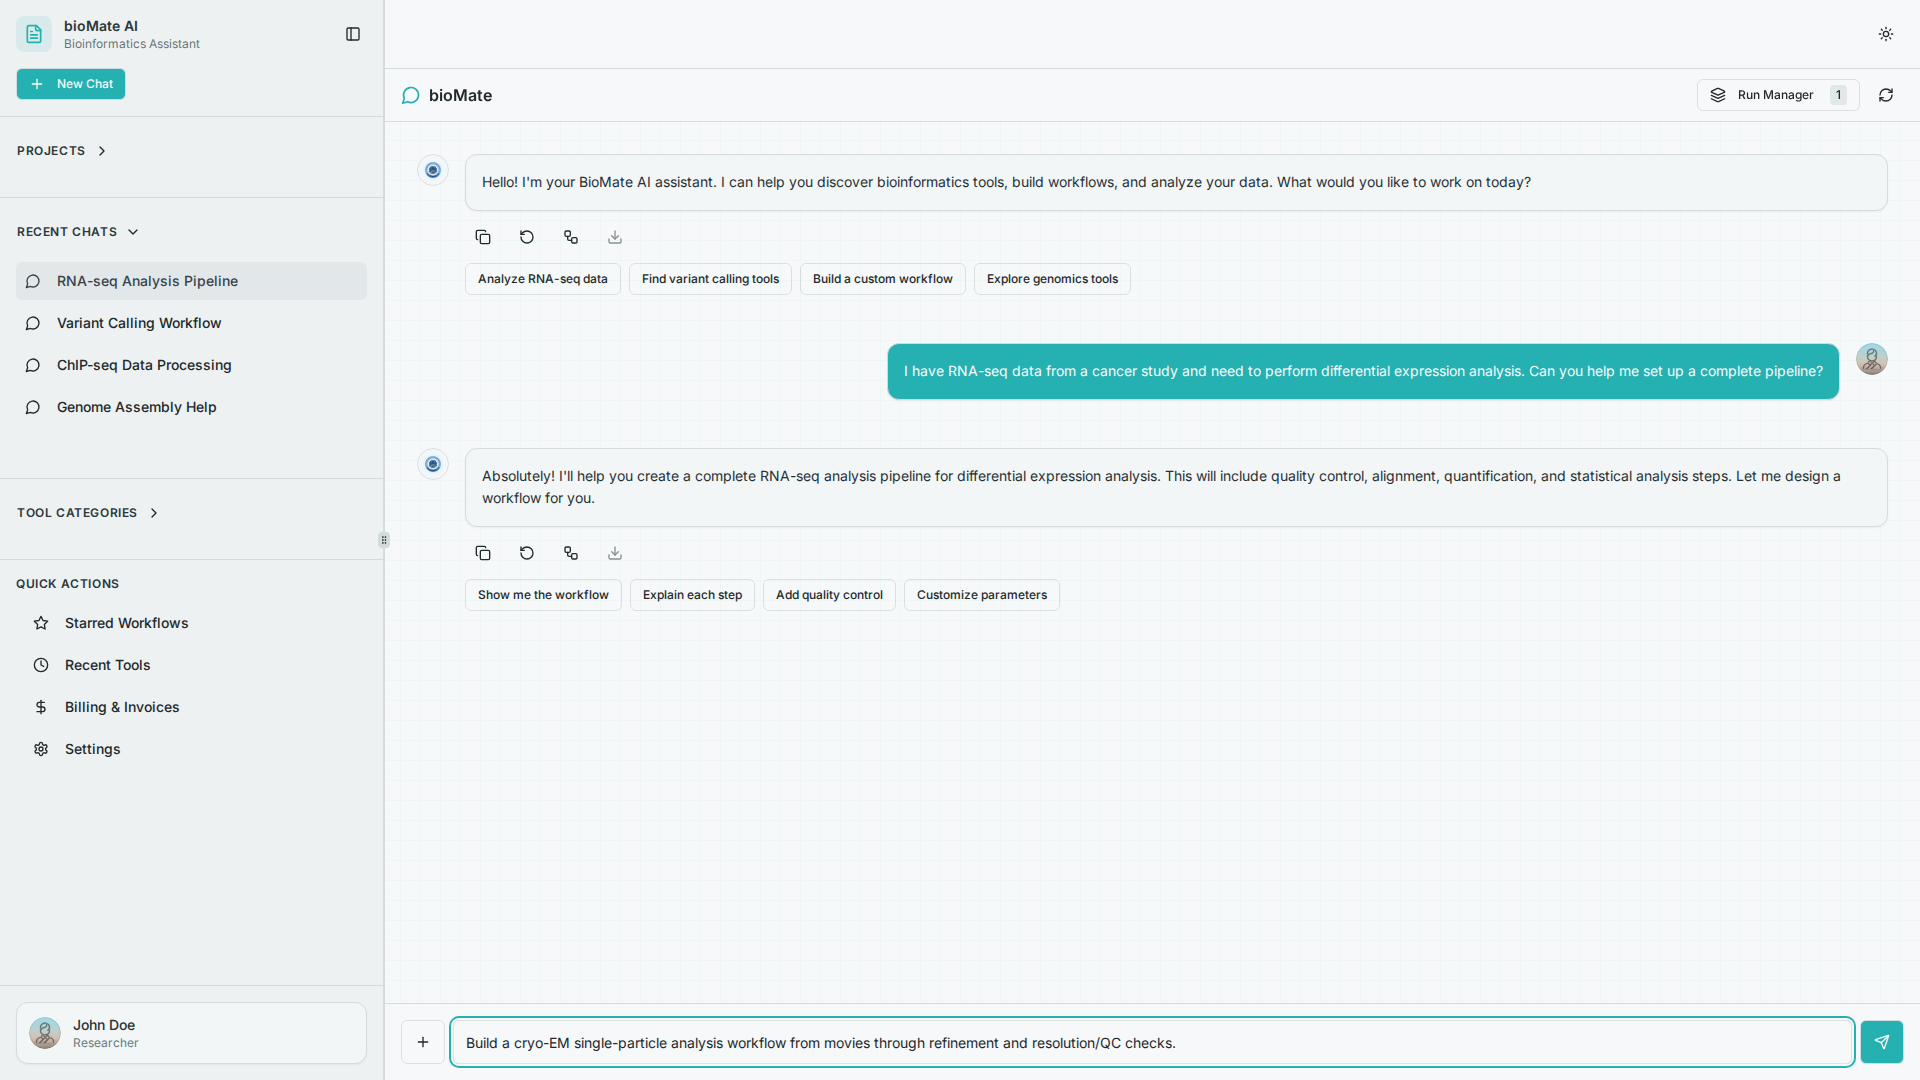 bioMate AI
Bioinformatics Assistant
New Chat
PROJECTS
RECENT CHATS
RNA-seq Analysis Pipeline
Variant Calling Workflow
ChIP-seq Data Processing
Genome Assembly Help
TOOL CATEGORIES
QUICK ACTIONS
Starred Workflows
Recent Tools
Billing & Invoices
Settings
John Doe
Researcher
bioMate
Run Manager 1
Hello! I'm your BioMate AI assistant. I can help you discover bioinformatics tools, build workflows, and analyze your data. What would you like to work on today?
Analyze RNA-seq data
Find variant calling tools
Build a custom workflow
Explore genomics tools
I have RNA-seq data from a cancer study and need to perform differential expression analysis. Can you help me set up a complete pipeline?
Absolutely! I'll help you create a complete RNA-seq analysis pipeline for differential expression analysis. This will include quality control, alignment, quantification, and statistical analysis steps. Let me design a
workflow for you.
Show me the workflow
Explain each step
Add quality control
Customize parameters
Build a cryo-EM single-particle analysis workflow from movies through refinement and resolution/QC checks.